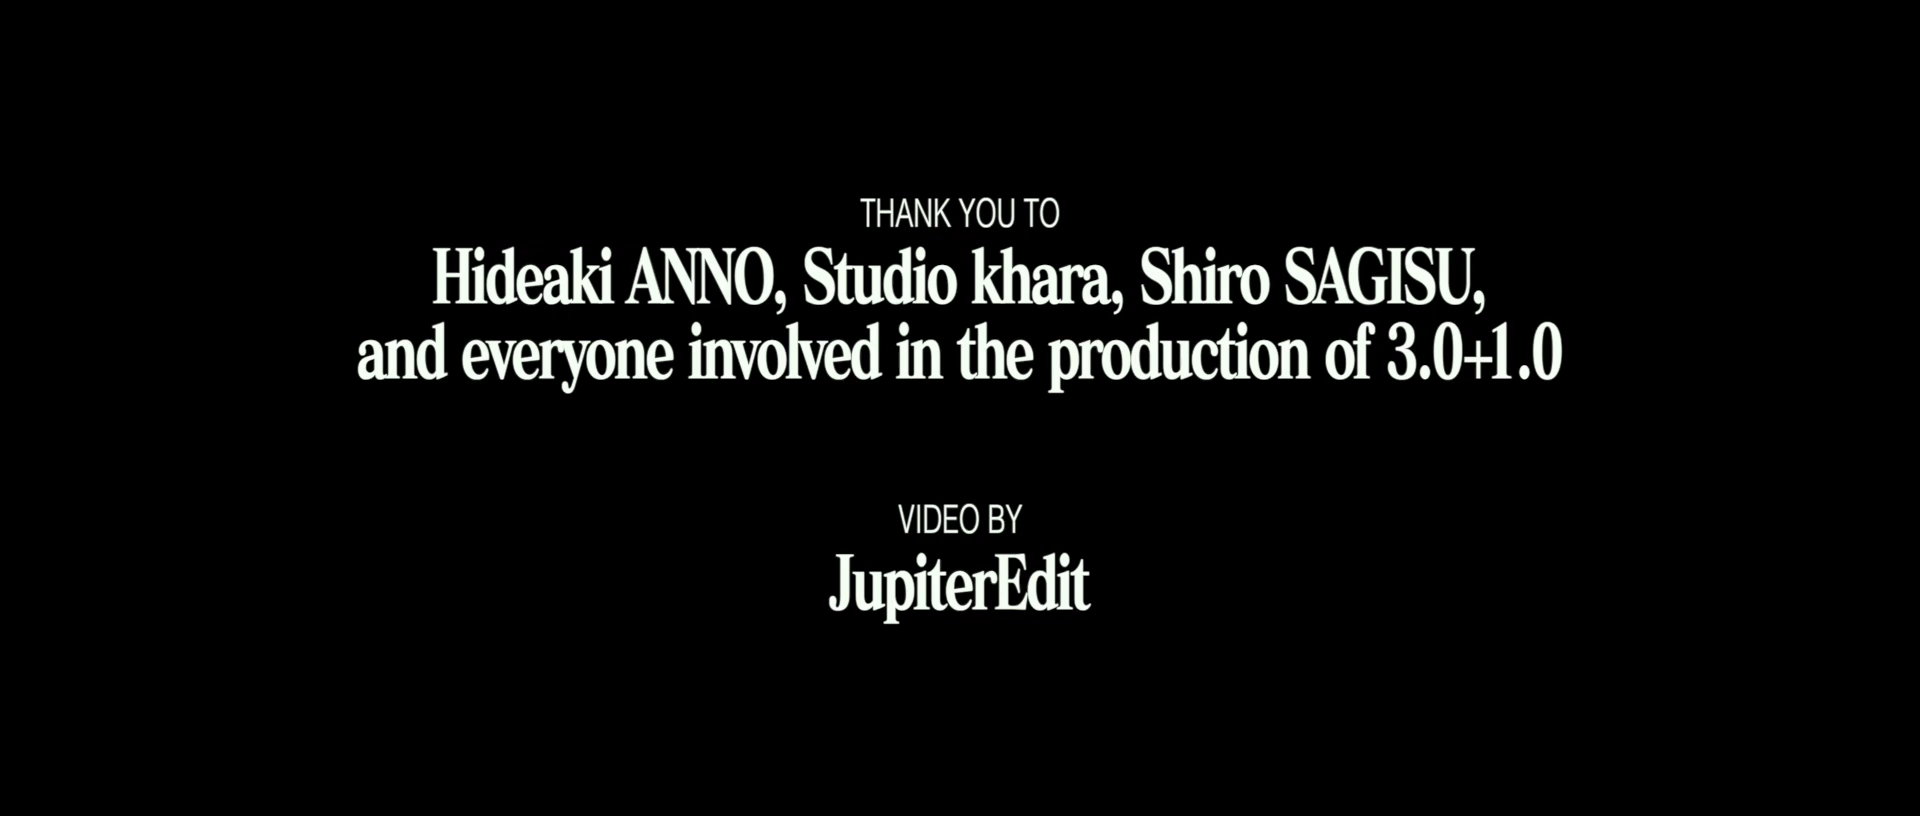 THANK YOU TO
Hideaki ANNO, Studio khara, Shiro SAGISU,
and everyone involved in the production of 3.0+1.0
VIDEO BY
JupiterEdit